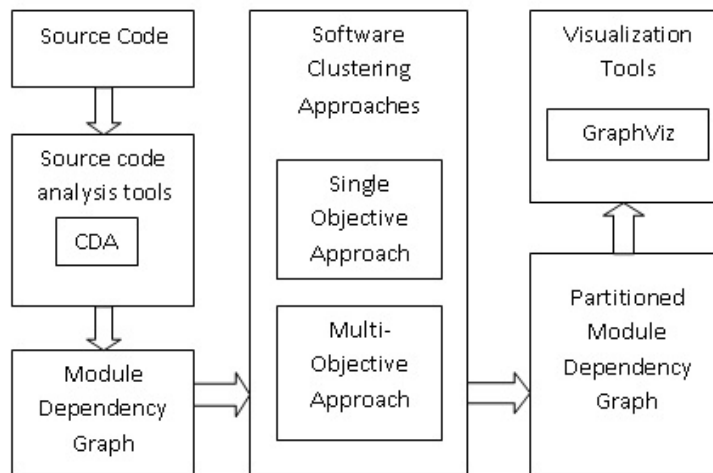 Source Code
Source code
analysis tools
CDA
Module
Dependency
Graph
Software
Clustering
Approaches
Single
Objective
Approach
Multi-
Objective
Approach
Visualization
Tools
GraphViz
Partitioned
Module
Dependency
Graph